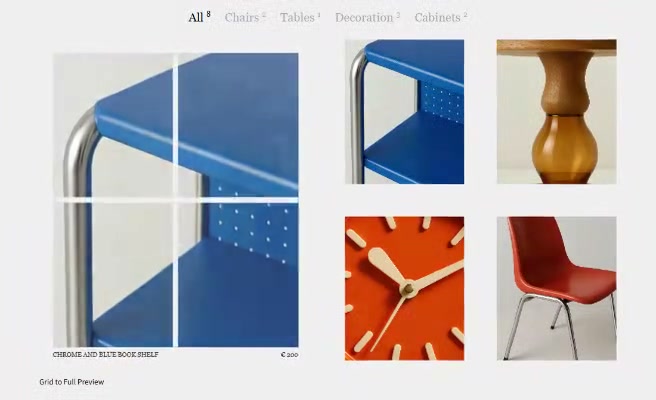 All 8 Chairs 2 Tables 1 Decoration 3 Cabinets 2
CHROME AND BLUE BOOK SHELF € 200
Grid to Full Preview